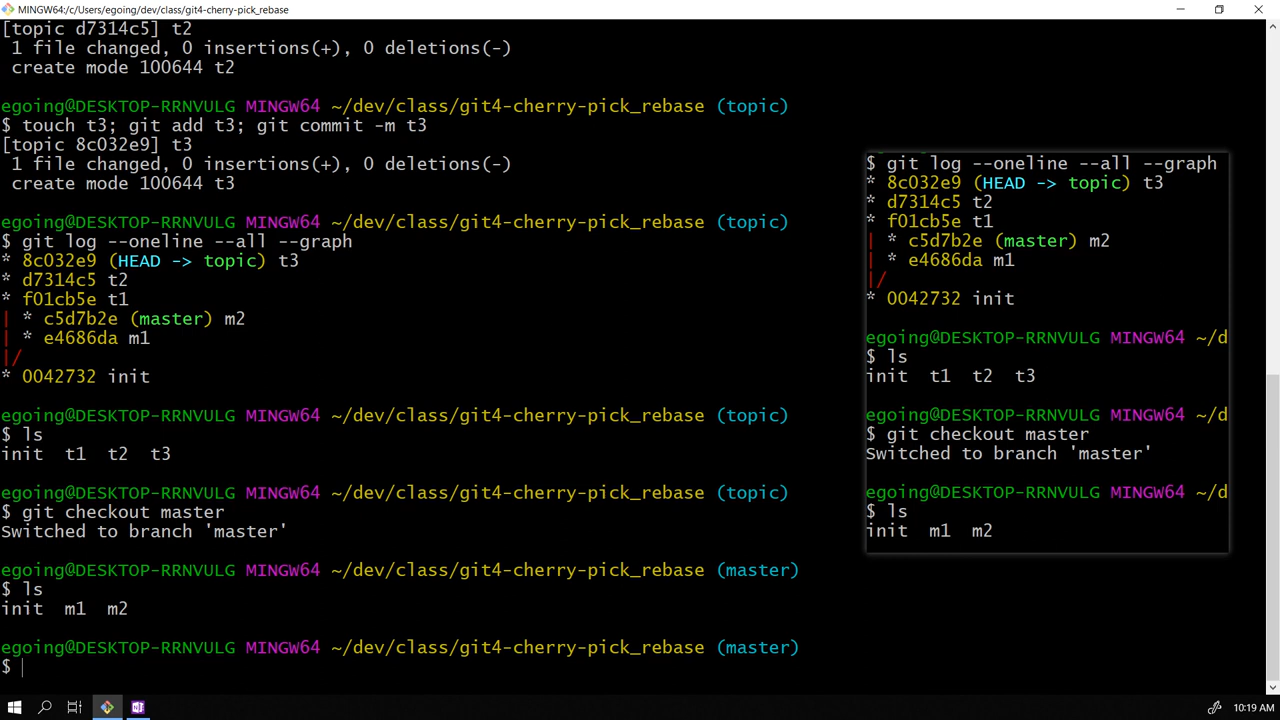 MINGW64:/c/Users/egoing/dev/class/git4-cherry-pick_rebase
[topic d7314c5] t2
 1 file changed, 0 insertions(+), 0 deletions(-)
 create mode 100644 t2
egoing@DESKTOP-RRNVULG MINGW64 ~/dev/class/git4-cherry-pick_rebase (topic)
$ touch t3; git add t3; git commit -m t3
[topic 8c032e9] t3
 1 file changed, 0 insertions(+), 0 deletions(-)
 create mode 100644 t3
egoing@DESKTOP-RRNVULG MINGW64 ~/dev/class/git4-cherry-pick_rebase (topic)
$ git log --oneline --all --graph
* 8c032e9 (HEAD -> topic) t3
* d7314c5 t2
* f01cb5e t1
| * c5d7b2e (master) m2
| * e4686da m1
|/
* 0042732 init
egoing@DESKTOP-RRNVULG MINGW64 ~/dev/class/git4-cherry-pick_rebase (topic)
$ ls
init  t1  t2  t3
egoing@DESKTOP-RRNVULG MINGW64 ~/dev/class/git4-cherry-pick_rebase (topic)
$ git checkout master
Switched to branch 'master'
egoing@DESKTOP-RRNVULG MINGW64 ~/dev/class/git4-cherry-pick_rebase (master)
$ ls
init  m1  m2
egoing@DESKTOP-RRNVULG MINGW64 ~/dev/class/git4-cherry-pick_rebase (master)
$
$ git log --oneline --all --graph
* 8c032e9 (HEAD -> topic) t3
* d7314c5 t2
* f01cb5e t1
| * c5d7b2e (master) m2
| * e4686da m1
|/
* 0042732 init
egoing@DESKTOP-RRNVULG MINGW64 ~/d
$ ls
init  t1  t2  t3
egoing@DESKTOP-RRNVULG MINGW64 ~/d
$ git checkout master
Switched to branch 'master'
egoing@DESKTOP-RRNVULG MINGW64 ~/d
$ ls
init  m1  m2
10:19 AM